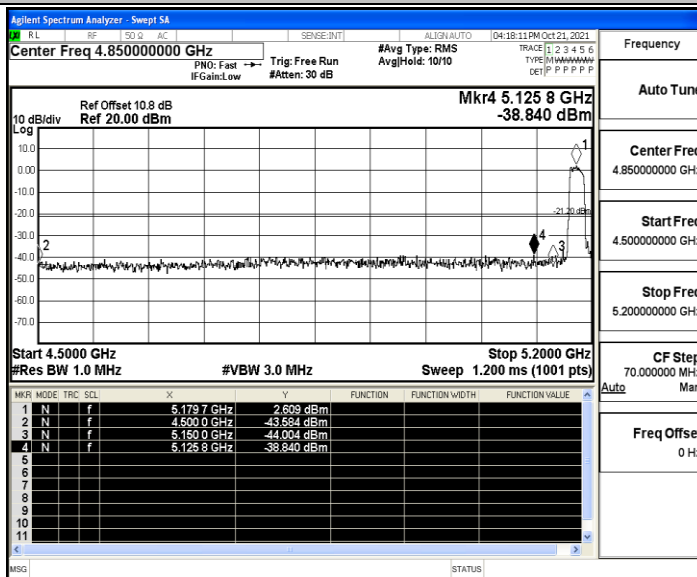 Agilent Spectrum Analyzer - Swept SA
RL RF 50 Ω AC SENSE:INT ALIGN AUTO 04:18:11 PM Oct 21, 2021
Center Freq 4.850000000 GHz
PNO: Fast Trig: Free Run
IFGain:Low #Atten: 30 dB
#Avg Type: RMS
Avg|Hold: 10/10
TRACE 1 2 3 4 5 6
TYPE M
DET P P P P P P
Ref Offset 10.8 dB
10 dB/div Ref 20.00 dBm
Log
Mkr4 5.125 8 GHz
-38.840 dBm
10.0
0.00
-10.0
-20.0
-30.0
-40.0
-50.0
-60.0
-70.0
1
-21.20 dBm
4
3
2
Start 4.5000 GHz Stop 5.2000 GHz
#Res BW 1.0 MHz #VBW 3.0 MHz Sweep 1.200 ms (1001 pts)
MKR MODE TRC SCL X Y FUNCTION FUNCTION WIDTH FUNCTION VALUE
1 N f 5.179 7 GHz 2.609 dBm
2 N f 4.500 0 GHz -43.584 dBm
3 N f 5.150 0 GHz -44.004 dBm
4 N f 5.125 8 GHz -38.840 dBm
5
6
7
8
9
10
11
MSG STATUS
Frequency
Auto Tune
Center Freq
4.850000000 GHz
Start Freq
4.500000000 GHz
Stop Freq
5.200000000 GHz
CF Step
70.000000 MHz
Auto Man
Freq Offset
0 Hz